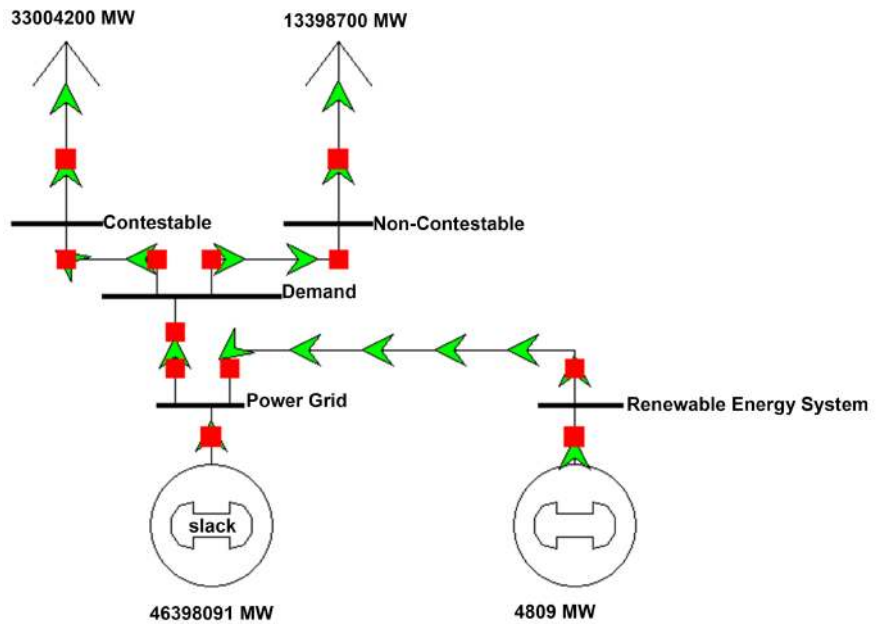 33004200 MW
13398700 MW
Contestable
Non-Contestable
Demand
Power Grid
Renewable Energy System
slack
46398091 MW
4809 MW